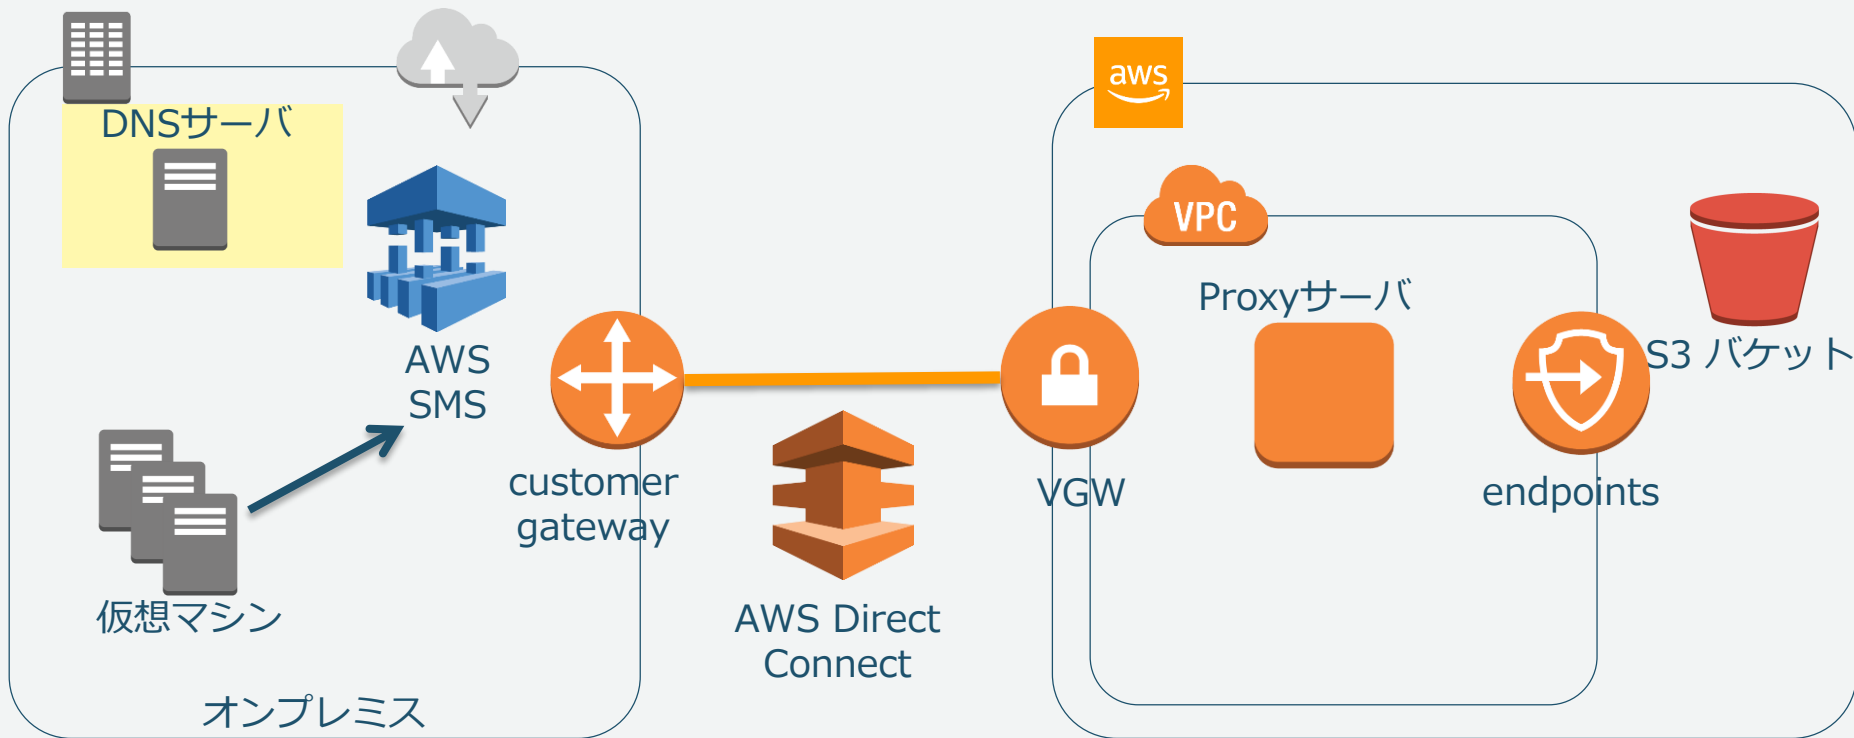 DNSサーバ
AWS
SMS
仮想マシン
オンプレミス
customer
gateway
AWS Direct
Connect
aws
VPC
VGW
Proxyサーバ
endpoints
S3 バケット